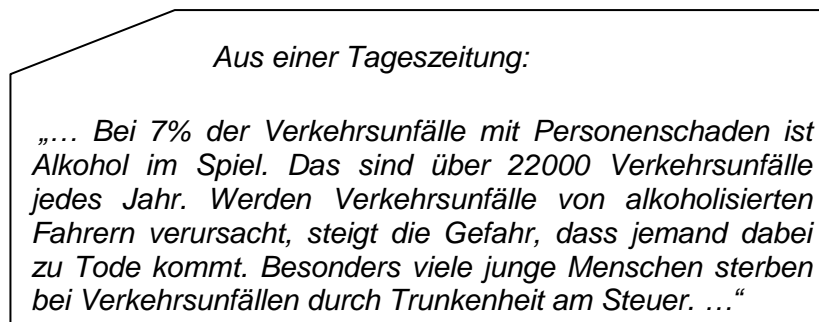 Aus einer Tageszeitung:
„… Bei 7% der Verkehrsunfälle mit Personenschaden ist
Alkohol im Spiel. Das sind über 22000 Verkehrsunfälle
jedes Jahr. Werden Verkehrsunfälle von alkoholisierten
Fahrern verursacht, steigt die Gefahr, dass jemand dabei
zu Tode kommt. Besonders viele junge Menschen sterben
bei Verkehrsunfällen durch Trunkenheit am Steuer. …“